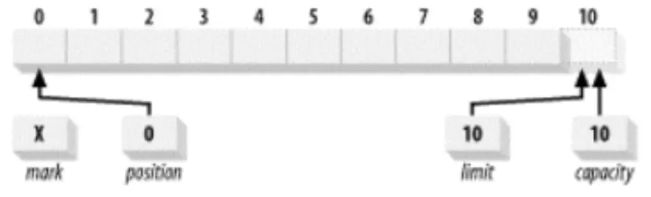 0 1 2 3 4 5 6 7 8 9 10
X 0 10 10
mark position limit capacity